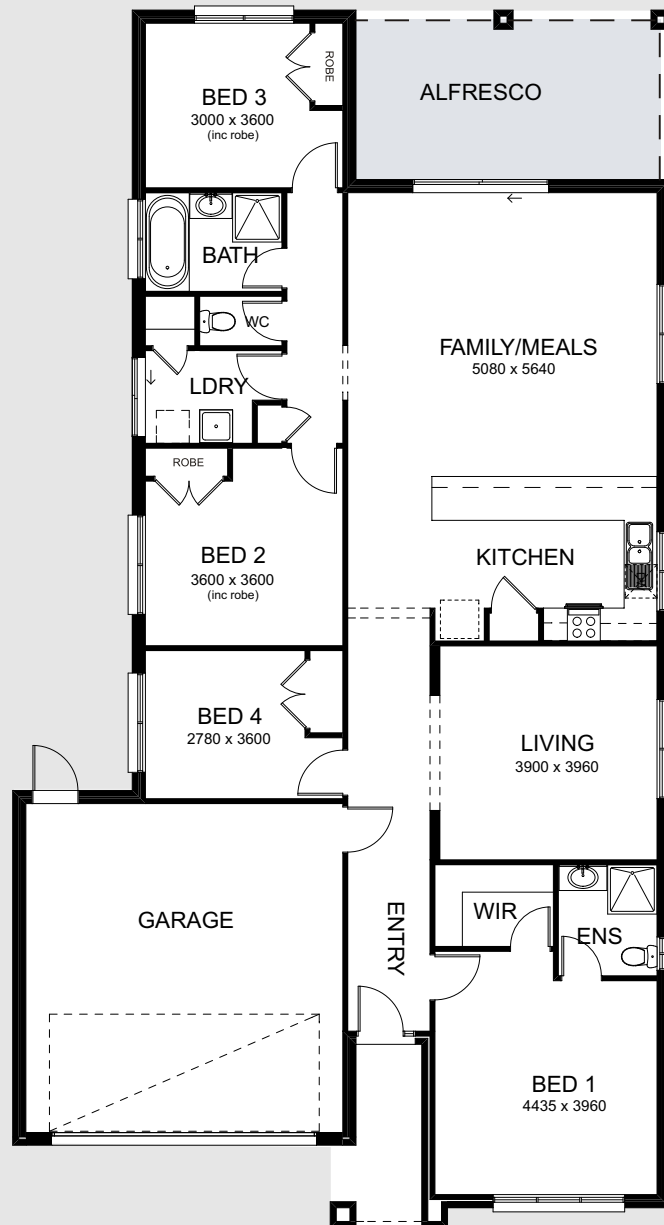 BED 3
3000 x 3600
(inc robe)
ROBE
ALFRESCO
BATH
WC
FAMILY/MEALS
5080 x 5640
LDRY
ROBE
BED 2
3600 x 3600
(inc robe)
KITCHEN
BED 4
2780 x 3600
LIVING
3900 x 3960
GARAGE
ENTRY
WIR
ENS
BED 1
4435 x 3960